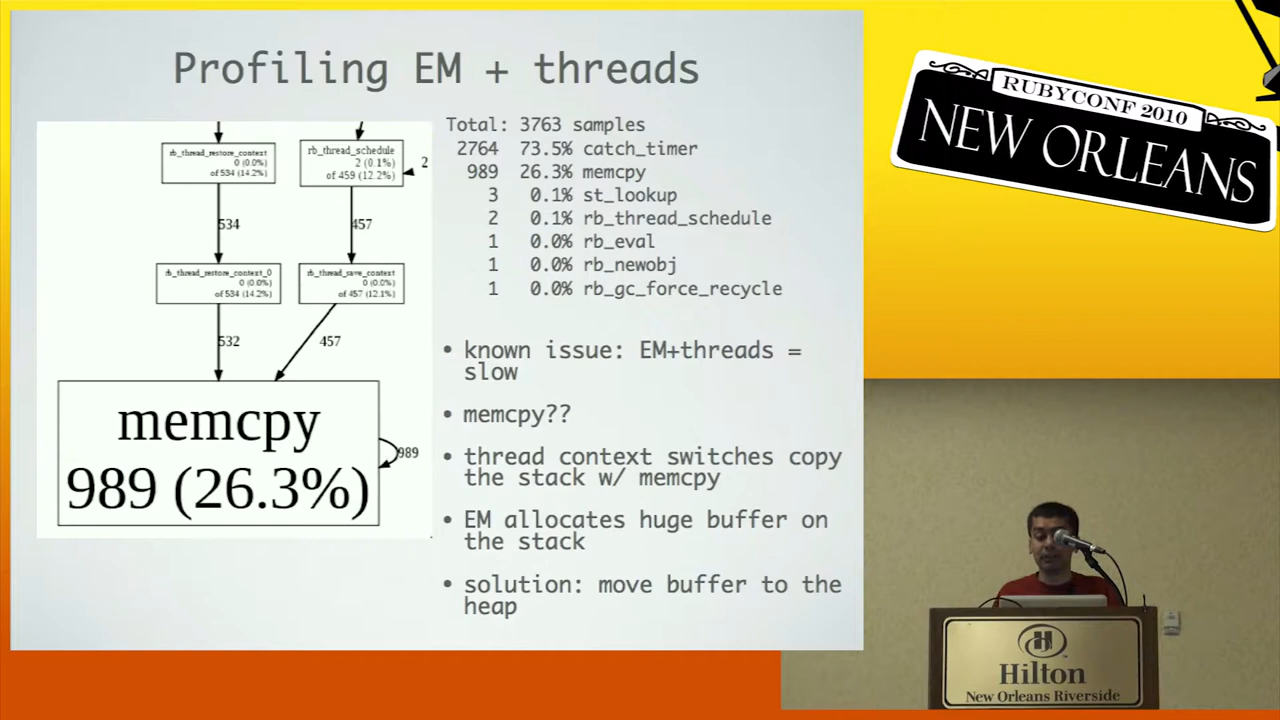 Profiling EM + threads
rb_thread_restore_context
0 (0.0%)
of 534 (14.2%)
rb_thread_schedule
2 (0.1%)
of 459 (12.2%)
2
534
457
rb_thread_restore_context_0
0 (0.0%)
of 534 (14.2%)
rb_thread_save_context
0 (0.0%)
of 457 (12.1%)
532
457
memcpy
989 (26.3%)
989
Total: 3763 samples
2764 73.5% catch_timer
989 26.3% memcpy
3 0.1% st_lookup
2 0.1% rb_thread_schedule
1 0.0% rb_eval
1 0.0% rb_newobj
1 0.0% rb_gc_force_recycle
• known issue: EM+threads =
slow
• memcpy??
• thread context switches copy
the stack w/ memcpy
• EM allocates huge buffer on
the stack
• solution: move buffer to the
heap
RUBYCONF 2010
NEW ORLEANS
H
Hilton
New Orleans Riverside